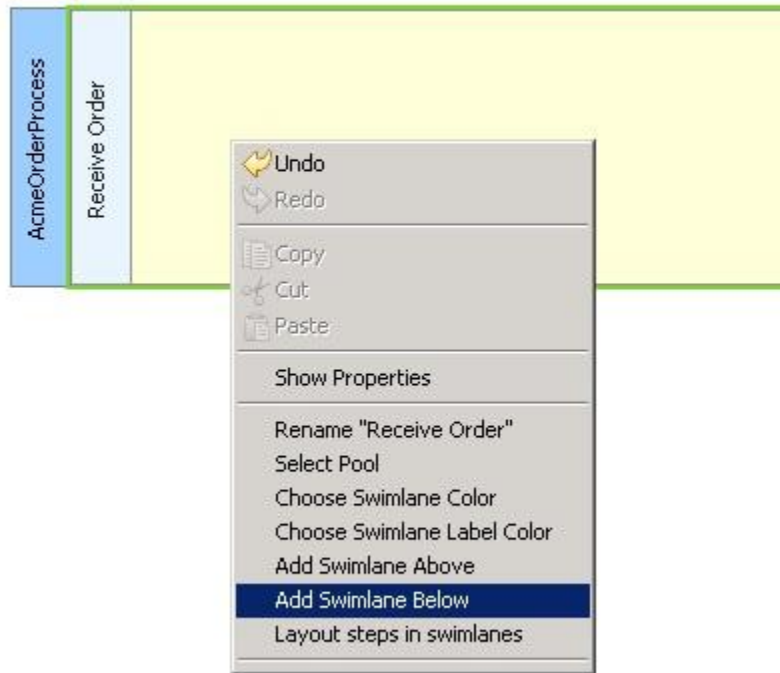 AcmeOrderProcess
Receive Order
Undo
Redo
Copy
Cut
Paste
Show Properties
Rename "Receive Order"
Select Pool
Choose Swimlane Color
Choose Swimlane Label Color
Add Swimlane Above
Add Swimlane Below
Layout steps in swimlanes